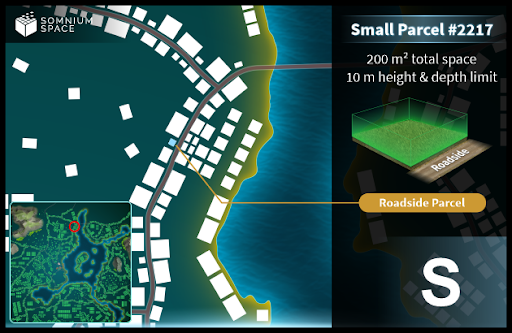 SOMNIUM
SPACE
Small Parcel #2217
200 m² total space
10 m height & depth limit
Roadside
Roadside Parcel
S